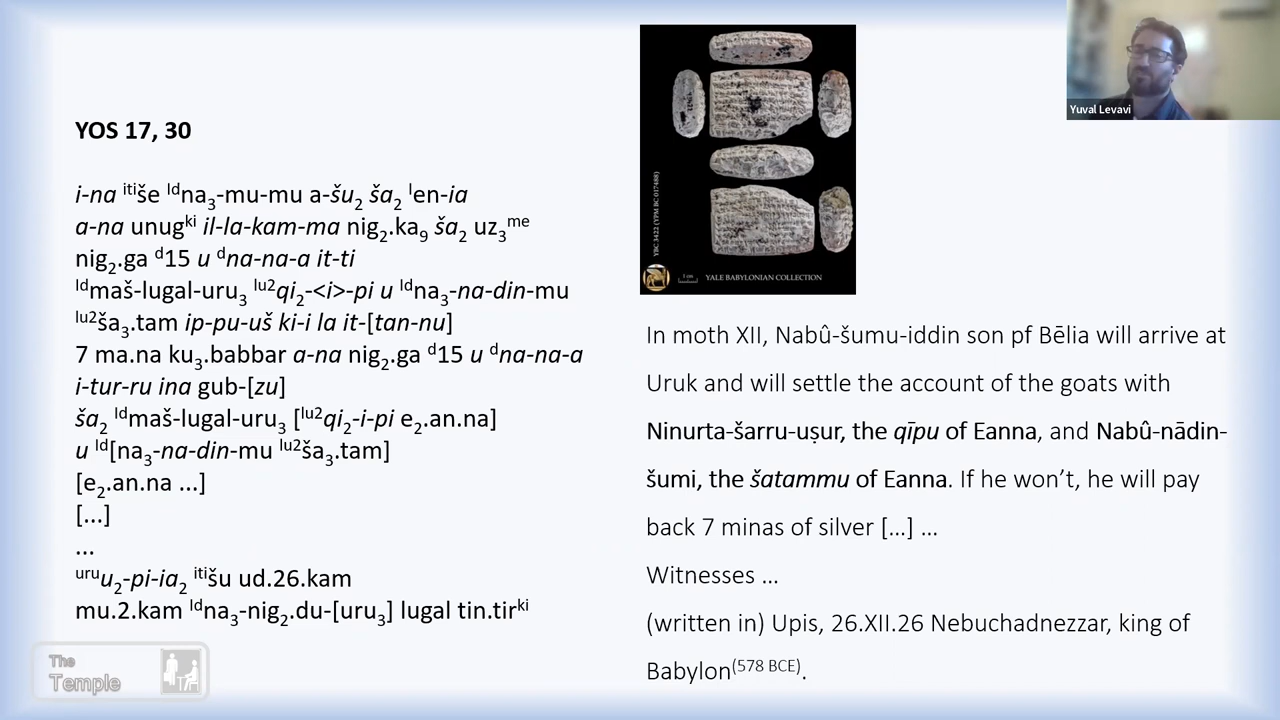 YOS 17, 30
i-na ⁱᵗⁱše ᴵᵈna₃-mu-mu a-šu₂ ša₂ ᴵen-ia
a-na unugᵏⁱ il-la-kam-ma nig₂.ka₉ ša₂ uz₃ᵐᵉ
nig₂.ga ᵈ15 u ᵈna-na-a it-ti
ᴵᵈmaš-lugal-uru₃ ˡᵘ²qi₂-<i>-pi u ᴵᵈna₃-na-din-mu
ˡᵘ²ša₃.tam ip-pu-uš ki-i la it-[tan-nu]
7 ma.na ku₃.babbar a-na nig₂.ga ᵈ15 u ᵈna-na-a
i-tur-ru ina gub-[zu]
ša₂ ᴵᵈmaš-lugal-uru₃ [ˡᵘ²qi₂-i-pi e₂.an.na]
u ᴵᵈ[na₃-na-din-mu ˡᵘ²ša₃.tam]
[e₂.an.na ...]
[...]
...
ᵘʳᵘu₂-pi-ia₂ ⁱᵗⁱšu ud.26.kam
mu.2.kam ᴵᵈna₃-nig₂.du-[uru₃] lugal tin.tirᵏⁱ
YBC 3422 (YPM BC 017488)
1 cm
YALE BABYLONIAN COLLECTION
In moth XII, Nabû-šumu-iddin son pf Bēlia will arrive at
Uruk and will settle the account of the goats with
Ninurta-šarru-uṣur, the qīpu of Eanna, and Nabû-nādin-
šumi, the šatammu of Eanna. If he won’t, he will pay
back 7 minas of silver [...] ...
Witnesses ...
(written in) Upis, 26.XII.26 Nebuchadnezzar, king of
Babylon⁽⁵⁷⁸ ᴮᶜᴱ⁾.
Yuval Levavi
The
Temple